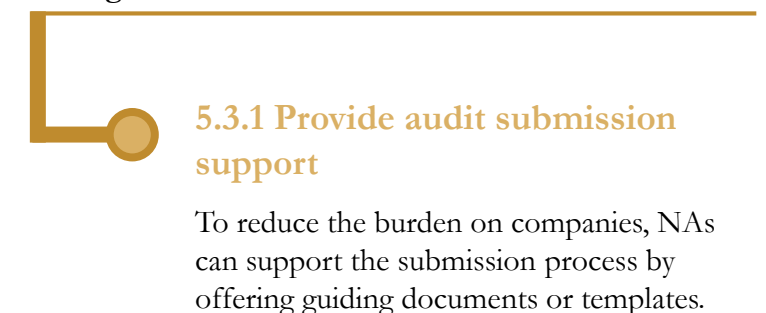 5.3.1 Provide audit submission
support
To reduce the burden on companies, NAs
can support the submission process by
offering guiding documents or templates.